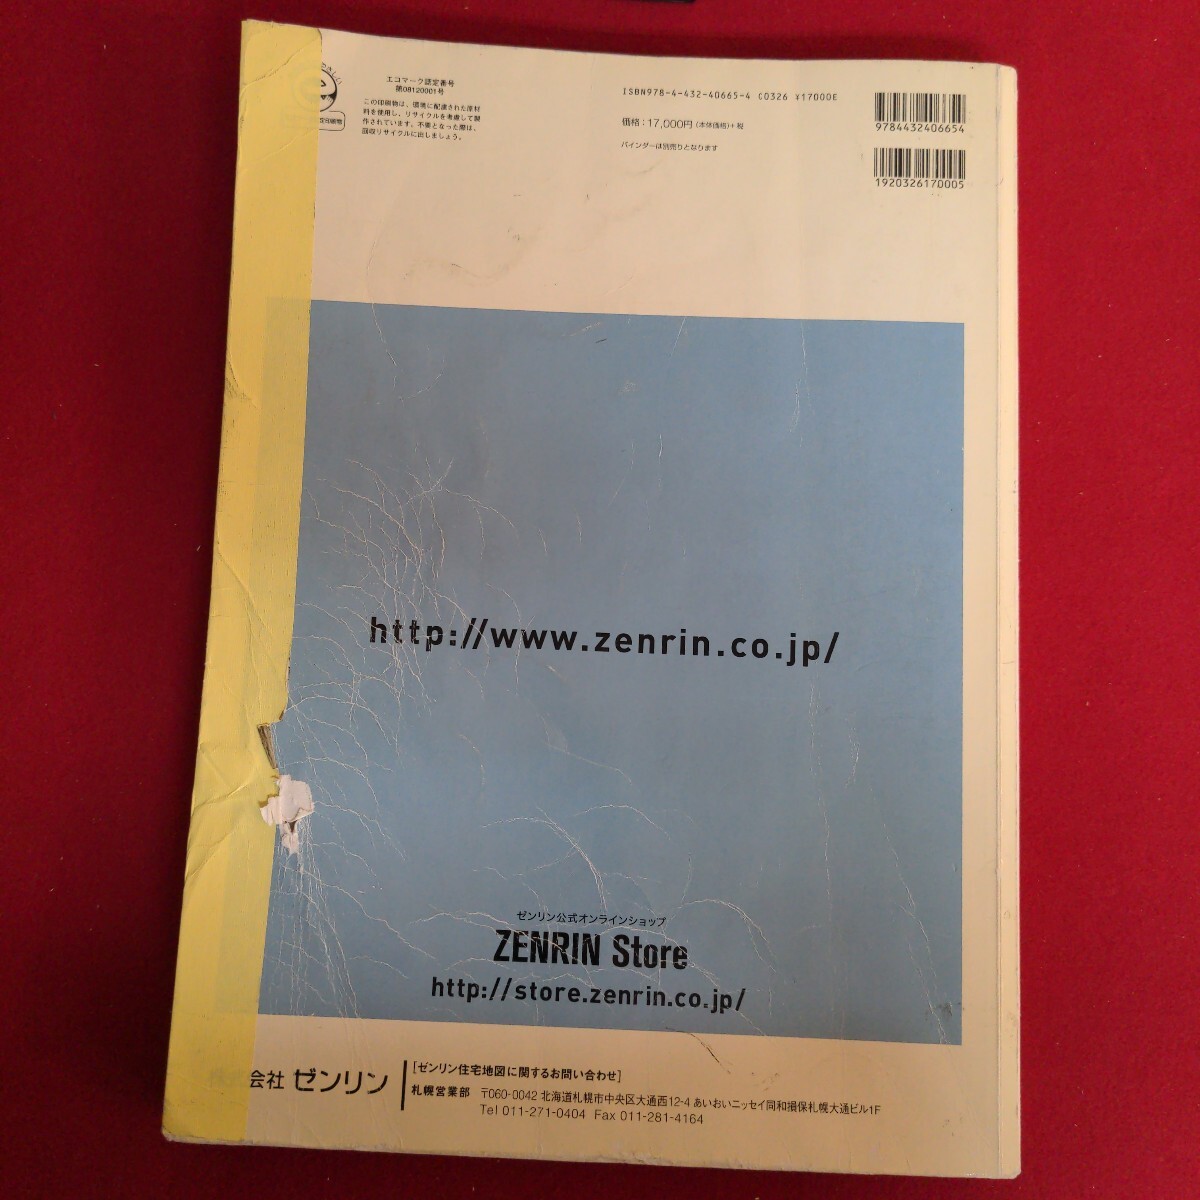 エコマーク認定番号
第08120001号
この印刷物は、環境に配慮された原材
料を使用し、リサイクルを考慮して製
作されています。不要となった際は、
回収リサイクルに出しましょう。
ISBN978-4-432-40665-4 C0326 ¥17000E
価格:17,000円(本体価格)+税
バインダーは別売りとなります
9784432406654
1920326170005
http://www.zenrin.co.jp/
ゼンリン公式オンラインショップ
ZENRIN Store
http://store.zenrin.co.jp/
会社 ゼンリン
[ゼンリン住宅地図に関するお問い合わせ]
札幌営業部 〒060-0042 北海道札幌市中央区大通西12-4 あいおいニッセイ同和損保札幌大通ビル1F
Tel 011-271-0404 Fax 011-281-4164